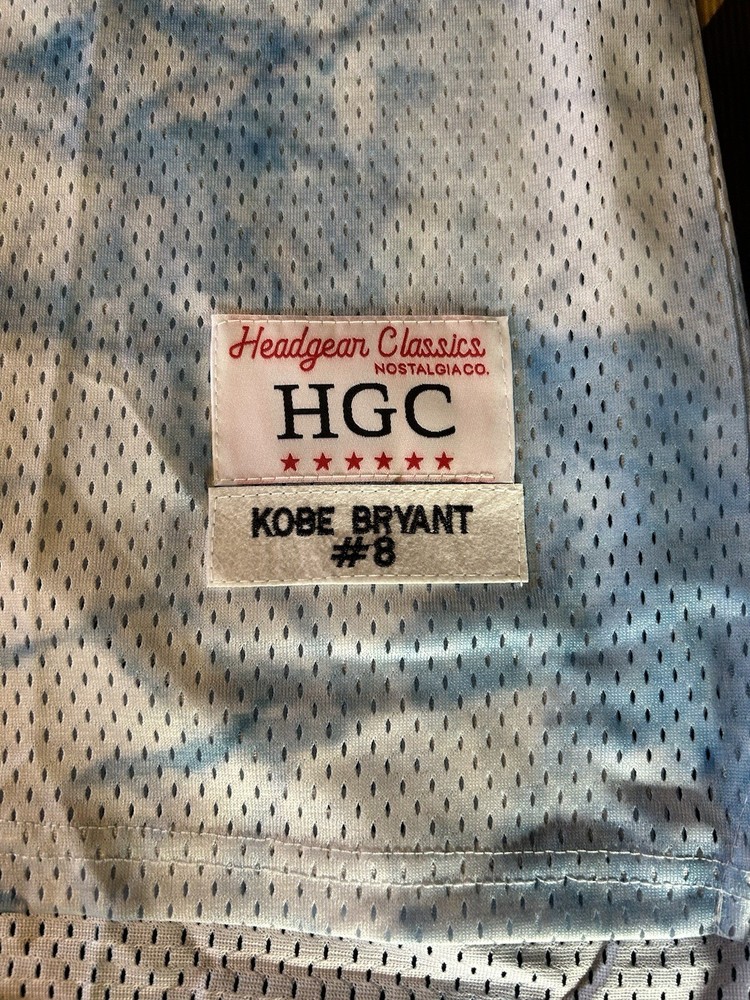 Headgear Classics
NOSTALGIA CO.
HGC
KOBE BRYANT
#8